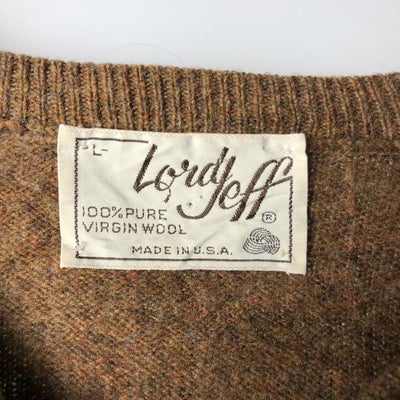 -L-
Lord Jeff
®
100% PURE
VIRGIN WOOL
MADE IN U.S.A.